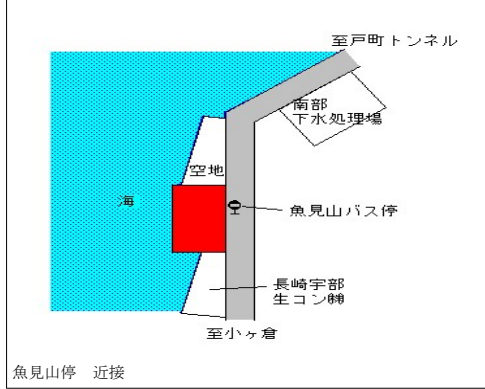 至戸町トンネル
南部
下水処理場
空地
海
魚見山バス停
長崎宇部
生コン㈱
至小ヶ倉
魚見山停 近接